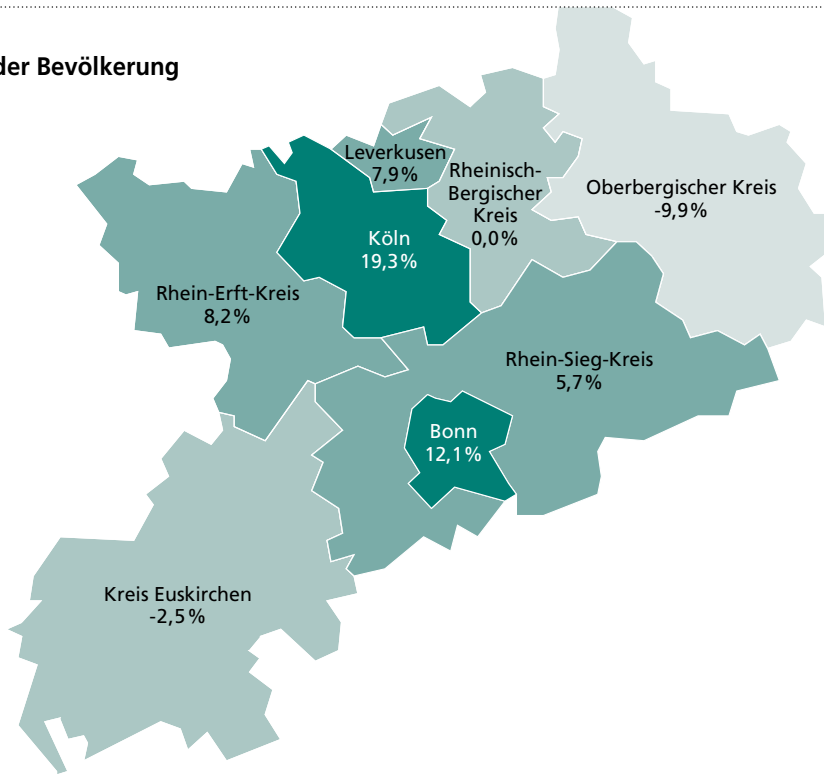 der Bevölkerung
Leverkusen
7,9%
Rheinisch-
Bergischer
Kreis
0,0%
Oberbergischer Kreis
-9,9%
Köln
19,3%
Rhein-Erft-Kreis
8,2%
Rhein-Sieg-Kreis
5,7%
Bonn
12,1%
Kreis Euskirchen
-2,5%